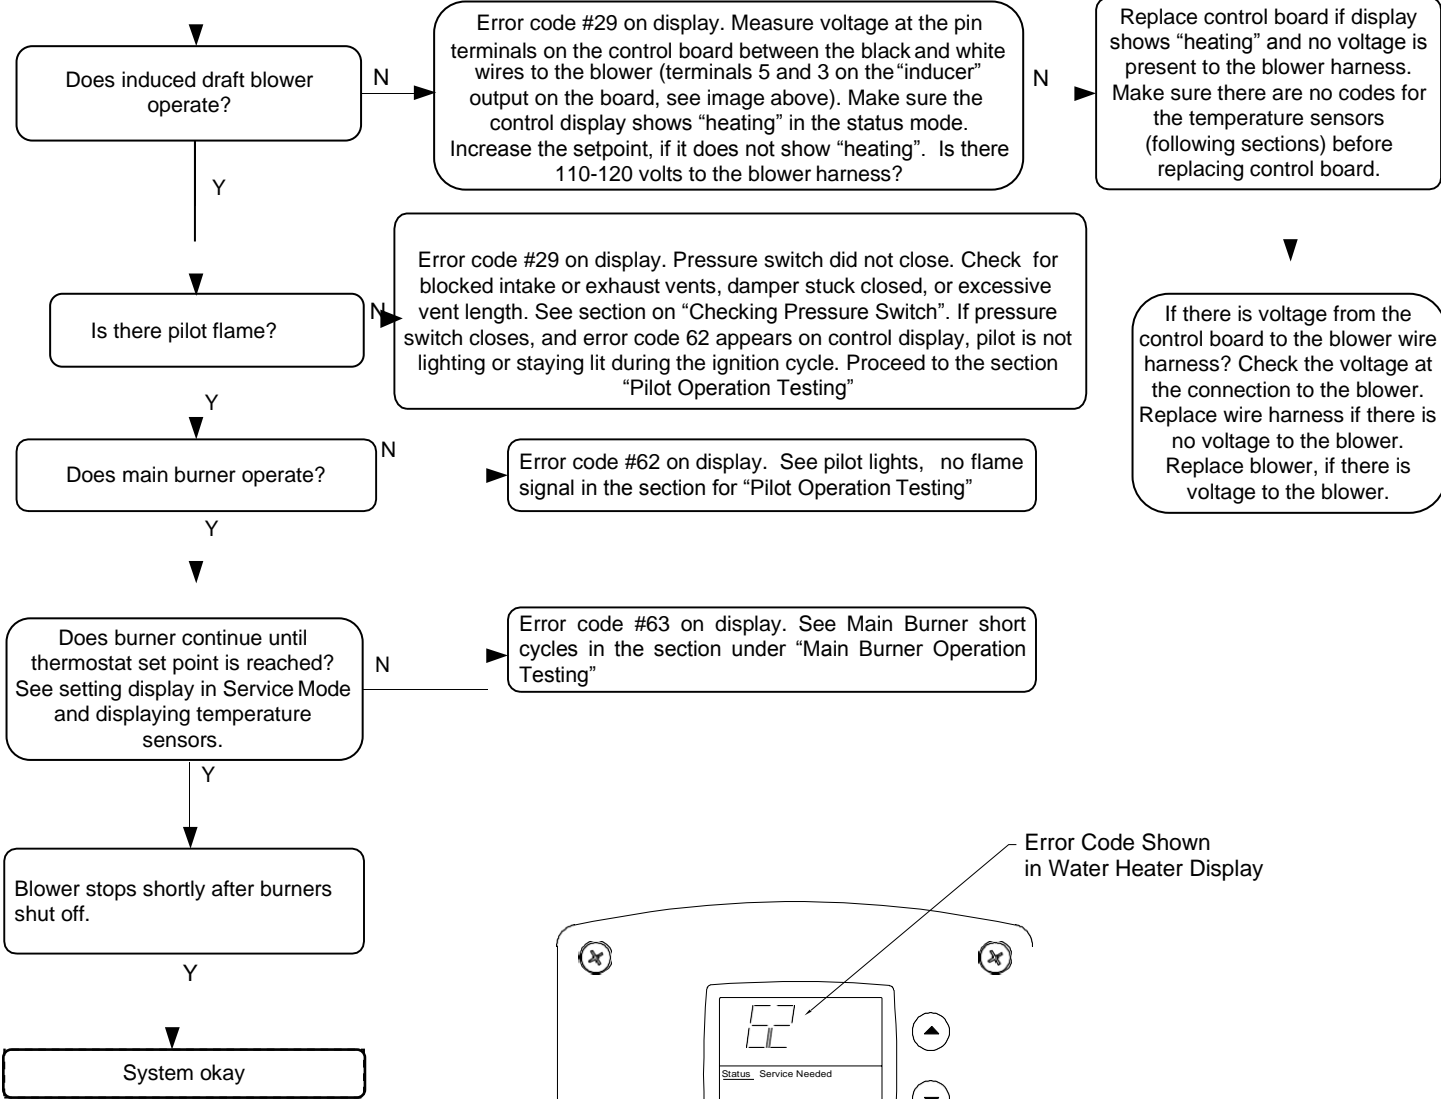 Does induced draft blower
operate?
N
Error code #29 on display. Measure voltage at the pin
terminals on the control board between the black and white
wires to the blower (terminals 5 and 3 on the "inducer"
output on the board, see image above). Make sure the
control display shows "heating" in the status mode.
Increase the setpoint, if it does not show "heating". Is there
110-120 volts to the blower harness?
N
Replace control board if display
shows "heating" and no voltage is
present to the blower harness.
Make sure there are no codes for
the temperature sensors
(following sections) before
replacing control board.
Y
Is there pilot flame?
N
Error code #29 on display. Pressure switch did not close. Check for
blocked intake or exhaust vents, damper stuck closed, or excessive
vent length. See section on "Checking Pressure Switch". If pressure
switch closes, and error code 62 appears on control display, pilot is not
lighting or staying lit during the ignition cycle. Proceed to the section
"Pilot Operation Testing"
If there is voltage from the
control board to the blower wire
harness? Check the voltage at
the connection to the blower.
Replace wire harness if there is
no voltage to the blower.
Replace blower, if there is
voltage to the blower.
Y
Does main burner operate?
N
Error code #62 on display. See pilot lights, no flame
signal in the section for "Pilot Operation Testing"
Y
Does burner continue until
thermostat set point is reached?
See setting display in Service Mode
and displaying temperature
sensors.
N
Error code #63 on display. See Main Burner short
cycles in the section under "Main Burner Operation
Testing"
Y
Blower stops shortly after burners
shut off.
Y
System okay
Error Code Shown
in Water Heater Display
62
Status Service Needed